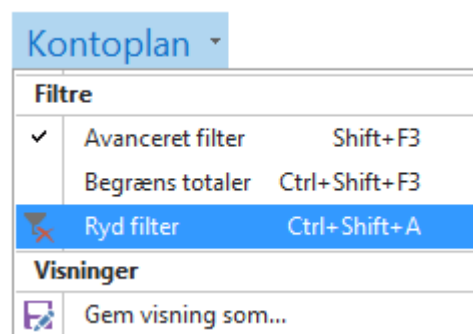 Kontoplan
Filtre
Avanceret filter Shift+F3
Begræns totaler Ctrl+Shift+F3
Ryd filter Ctrl+Shift+A
Visninger
Gem visning som...